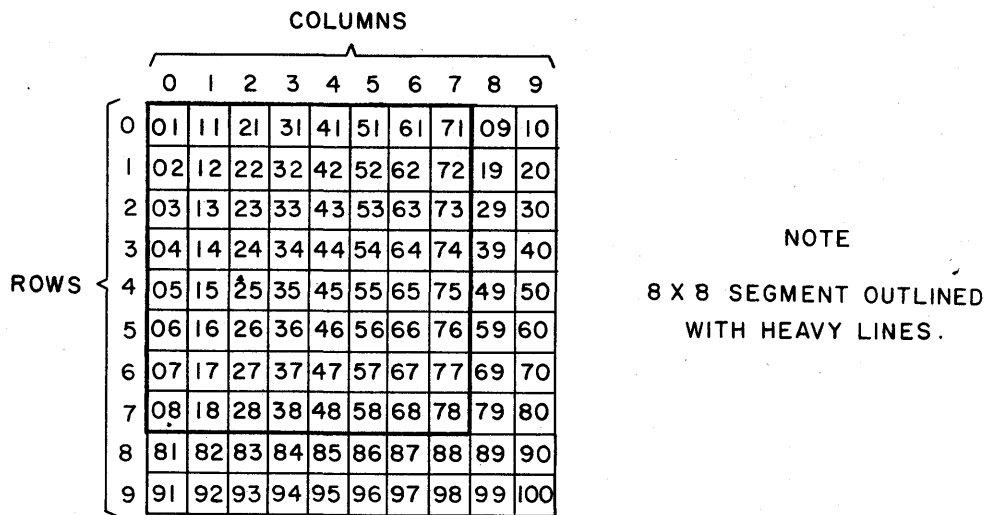 COLUMNS
0 1 2 3 4 5 6 7 8 9
0 01 11 21 31 41 51 61 71 09 10
1 02 12 22 32 42 52 62 72 19 20
2 03 13 23 33 43 53 63 73 29 30
3 04 14 24 34 44 54 64 74 39 40
ROWS 4 05 15 25 35 45 55 65 75 49 50
5 06 16 26 36 46 56 66 76 59 60
6 07 17 27 37 47 57 67 77 69 70
7 08 18 28 38 48 58 68 78 79 80
8 81 82 83 84 85 86 87 88 89 90
9 91 92 93 94 95 96 97 98 99 100
NOTE
8 X 8 SEGMENT OUTLINED
WITH HEAVY LINES.